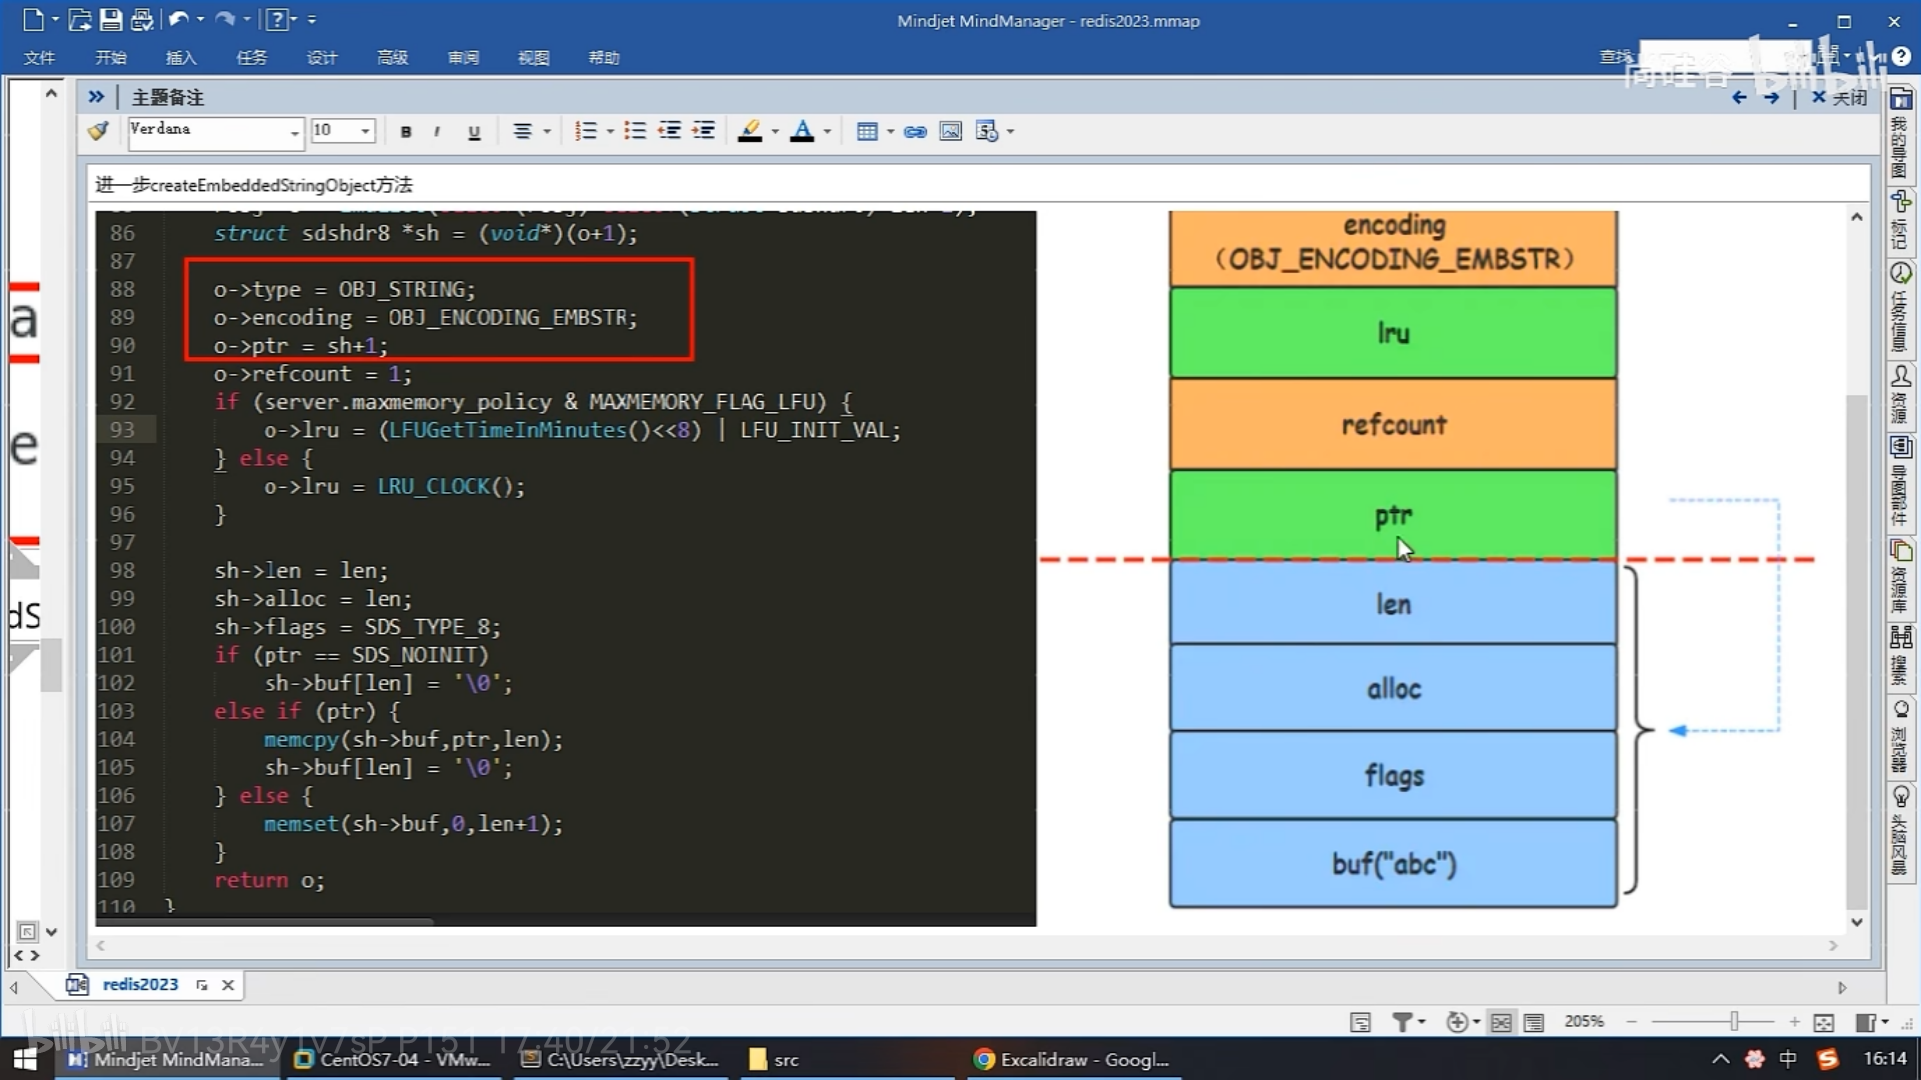 Mindjet MindManager - redis2023.mmap
文件 开始 插入 任务 设计 高级 审阅 视图 帮助 查找
尚硅谷 bilibili
主题备注 关闭
Verdana 10 B I U
进一步createEmbeddedStringObject方法
86 struct sdshdr8 *sh = (void*)(o+1);
87
88 o->type = OBJ_STRING;
89 o->encoding = OBJ_ENCODING_EMBSTR;
90 o->ptr = sh+1;
91 o->refcount = 1;
92 if (server.maxmemory_policy & MAXMEMORY_FLAG_LFU) {
93 o->lru = (LFUGetTimeInMinutes()<<8) | LFU_INIT_VAL;
94 } else {
95 o->lru = LRU_CLOCK();
96 }
97
98 sh->len = len;
99 sh->alloc = len;
100 sh->flags = SDS_TYPE_8;
101 if (ptr == SDS_NOINIT)
102 sh->buf[len] = '\0';
103 else if (ptr) {
104 memcpy(sh->buf,ptr,len);
105 sh->buf[len] = '\0';
106 } else {
107 memset(sh->buf,0,len+1);
108 }
109 return o;
110 }
encoding
（OBJ_ENCODING_EMBSTR）
lru
refcount
ptr
len
alloc
flags
buf("abc")
我的导图
标记
任务信息
资源
导图部件
资源库
搜索
浏览器
头脑风暴
a
e
dS
redis2023
205%
bilibili BV13R4y1v7sP P151 17:40/21:52
Mindjet MindMana...
CentOS7-04 - VMw...
C:\Users\zzyy\Desk...
src
Excalidraw - Googl...
中
16:14